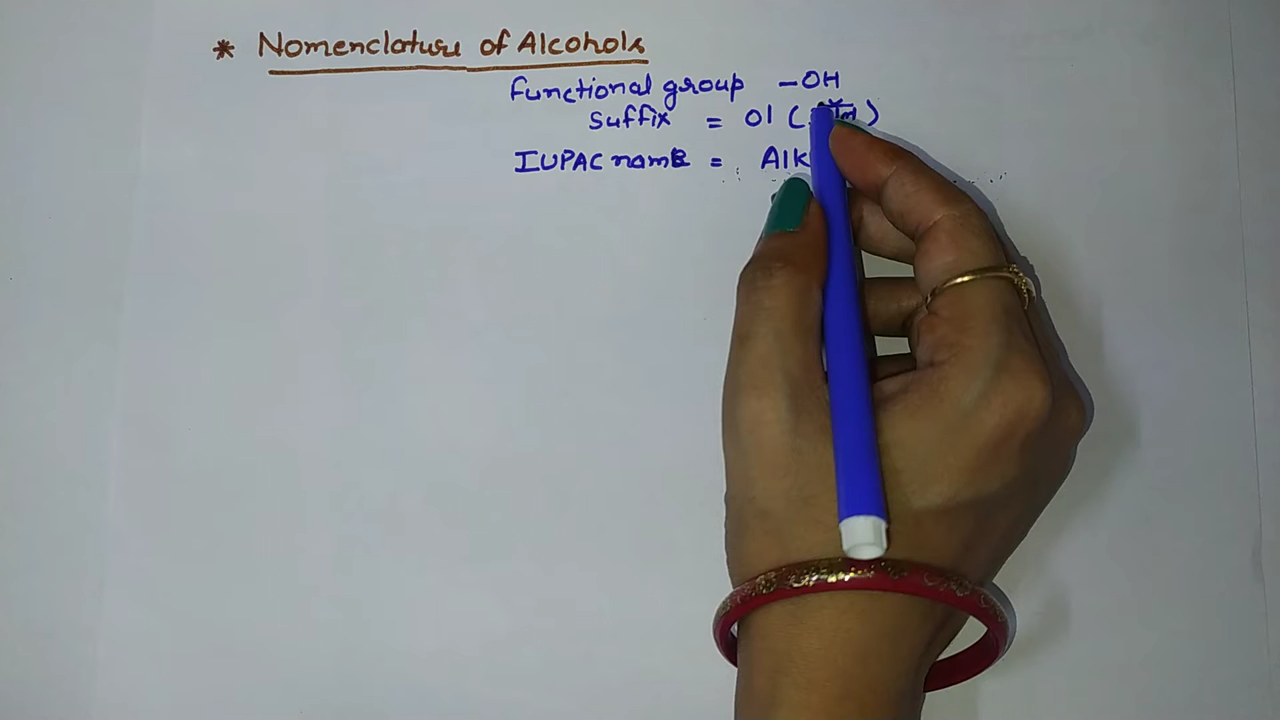 * Nomenclature of Alcohols
Functional group -OH
Suffix = ol (
IUPAC name = Alk